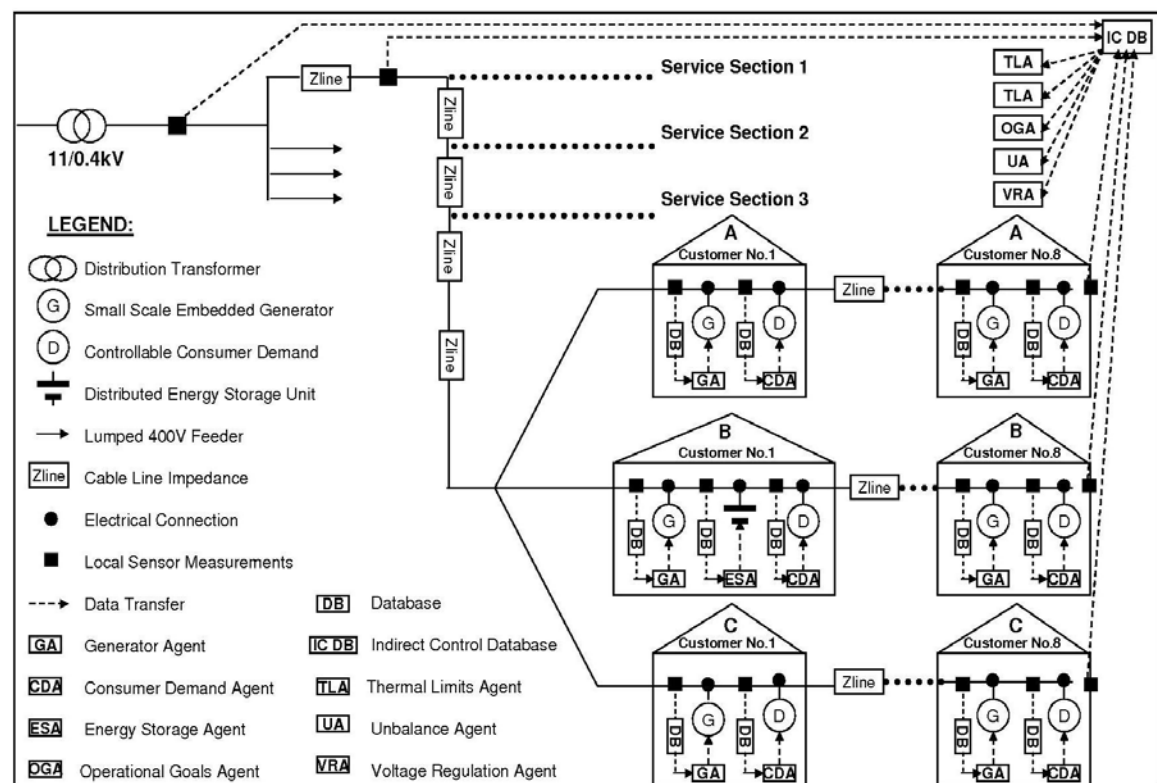 IC DB
TLA
TLA
OGA
UA
VRA
Zline
Service Section 1
Zline
Service Section 2
11/0.4kV
Zline
Service Section 3
Zline
Zline
LEGEND:
Distribution Transformer
G Small Scale Embedded Generator
D Controllable Consumer Demand
Distributed Energy Storage Unit
Lumped 400V Feeder
Zline Cable Line Impedance
Electrical Connection
Local Sensor Measurements
Data Transfer
GA Generator Agent
CDA Consumer Demand Agent
ESA Energy Storage Agent
OGA Operational Goals Agent
DB Database
IC DB Indirect Control Database
TLA Thermal Limits Agent
UA Unbalance Agent
VRA Voltage Regulation Agent
A
Customer No.1
DB G DB D
GA CDA
Zline
A
Customer No.8
DB G DB D
GA CDA
B
Customer No.1
DB G DB DB D
GA ESA CDA
Zline
B
Customer No.8
DB G DB D
GA CDA
C
Customer No.1
DB G DB D
GA CDA
Zline
C
Customer No.8
DB G DB D
GA CDA